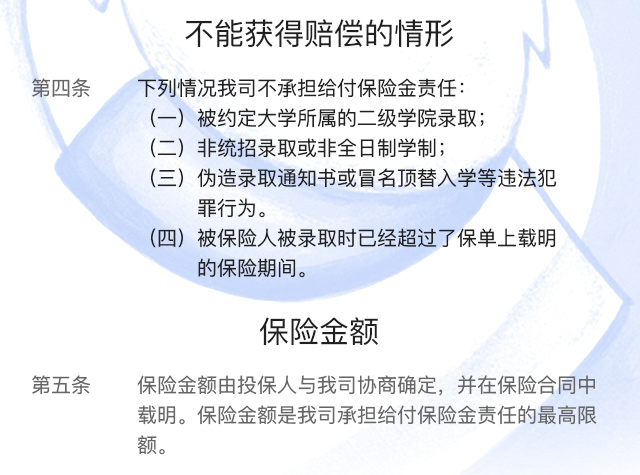 不能获得赔偿的情形
第四条 下列情况我司不承担给付保险金责任：
（一）被约定大学所属的二级学院录取；
（二）非统招录取或非全日制学制；
（三）伪造录取通知书或冒名顶替入学等违法犯
罪行为。
（四）被保险人被录取时已经超过了保单上载明
的保险期间。
保险金额
第五条 保险金额由投保人与我司协商确定，并在保险合同中
载明。保险金额是我司承担给付保险金责任的最高限
额。